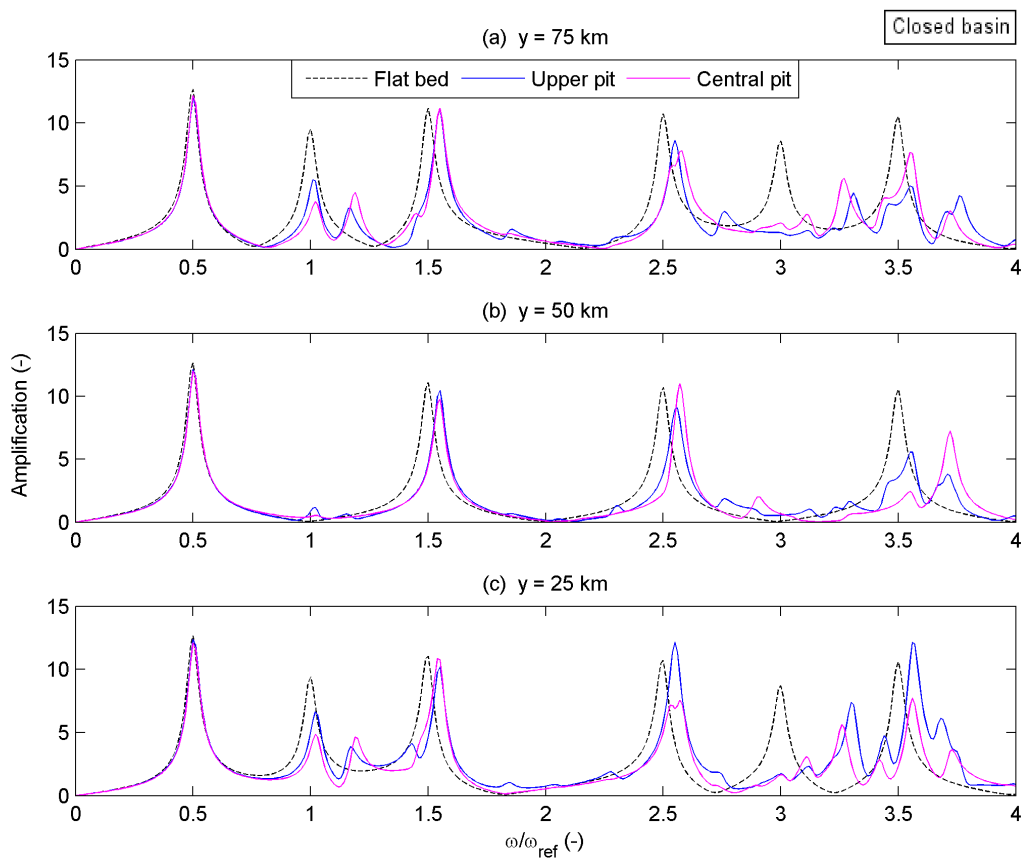 Closed basin
(a) y = 75 km
Flat bed Upper pit Central pit
15
10
5
0
0 0.5 1 1.5 2 2.5 3 3.5 4
(b) y = 50 km
15
10
5
0
0 0.5 1 1.5 2 2.5 3 3.5 4
Amplification (-)
(c) y = 25 km
15
10
5
0
0 0.5 1 1.5 2 2.5 3 3.5 4
ω/ω_ref (-)